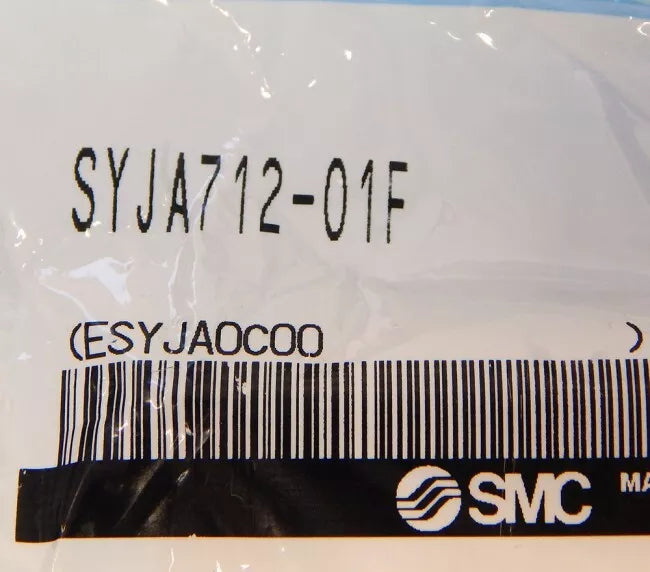 SYJA712-01F
(ESYJA0C00 )
SMC MA